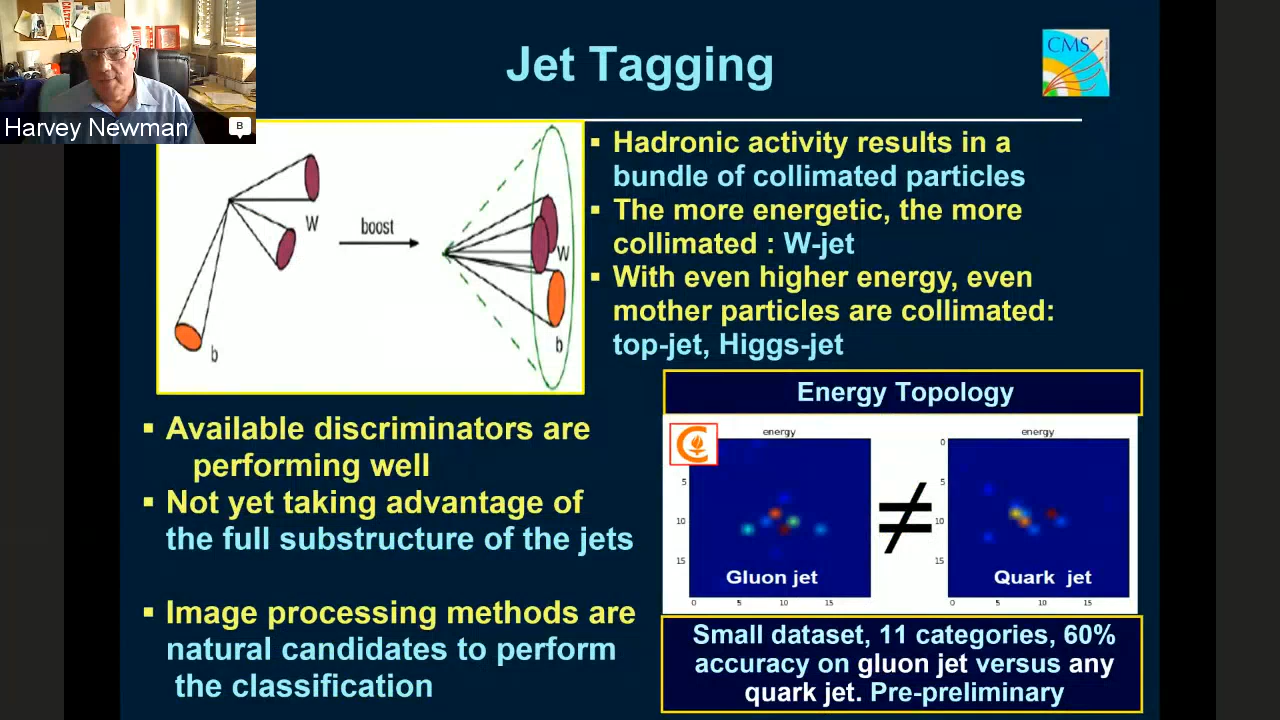 Jet Tagging
CMS
Harvey Newman
B
W
b
boost
W
b
▪ Hadronic activity results in a
bundle of collimated particles
▪ The more energetic, the more
collimated : W-jet
▪ With even higher energy, even
mother particles are collimated:
top-jet, Higgs-jet
▪ Available discriminators are
performing well
▪ Not yet taking advantage of
the full substructure of the jets
▪ Image processing methods are
natural candidates to perform
the classification
Energy Topology
energy
5
10
15
Gluon jet
0 5 10 15
≠
energy
0
5
10
15
Quark jet
0 5 10 15
Small dataset, 11 categories, 60%
accuracy on gluon jet versus any
quark jet. Pre-preliminary